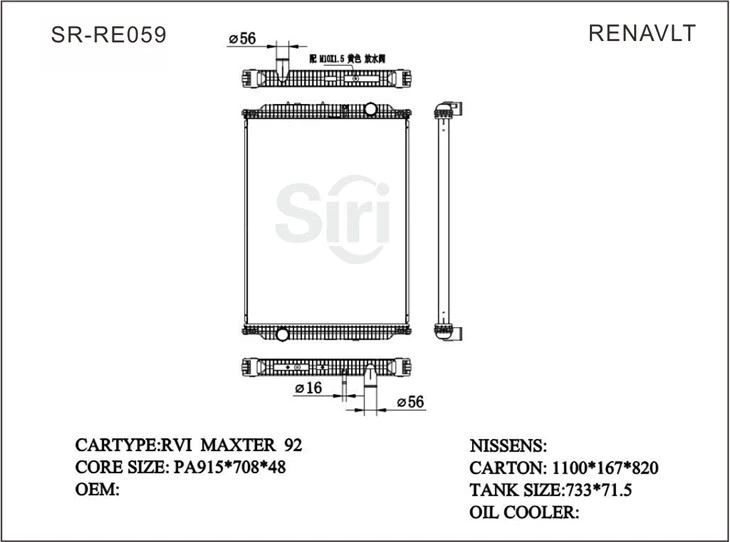 SR-RE059
RENAVLT
⌀56
配 M10X1.5 黄色 放水阀
Siri
⌀16
⌀56
CARTYPE:RVI MAXTER 92
CORE SIZE: PA915*708*48
OEM:
NISSENS:
CARTON: 1100*167*820
TANK SIZE:733*71.5
OIL COOLER: